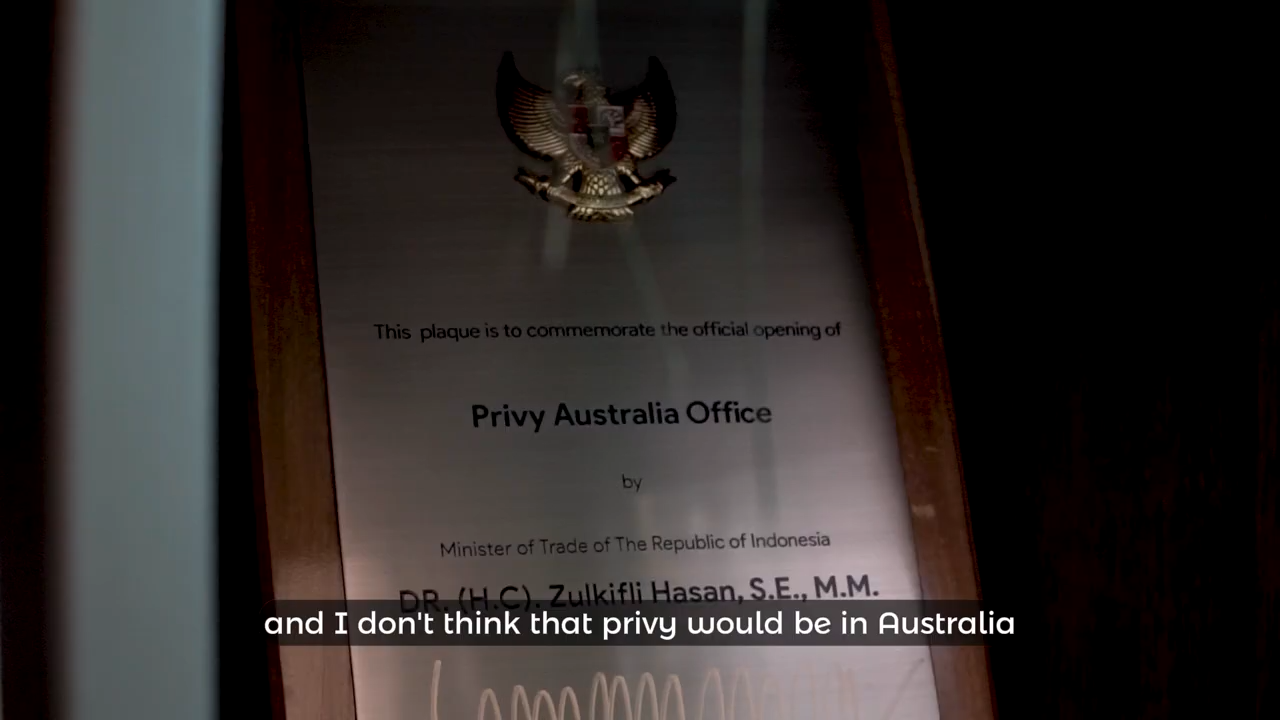 This plaque is to commemorate the official opening of
Privy Australia Office
by
Minister of Trade of The Republic of Indonesia
DR. (H.C). Zulkifli Hasan, S.E., M.M.
and I don't think that privy would be in Australia